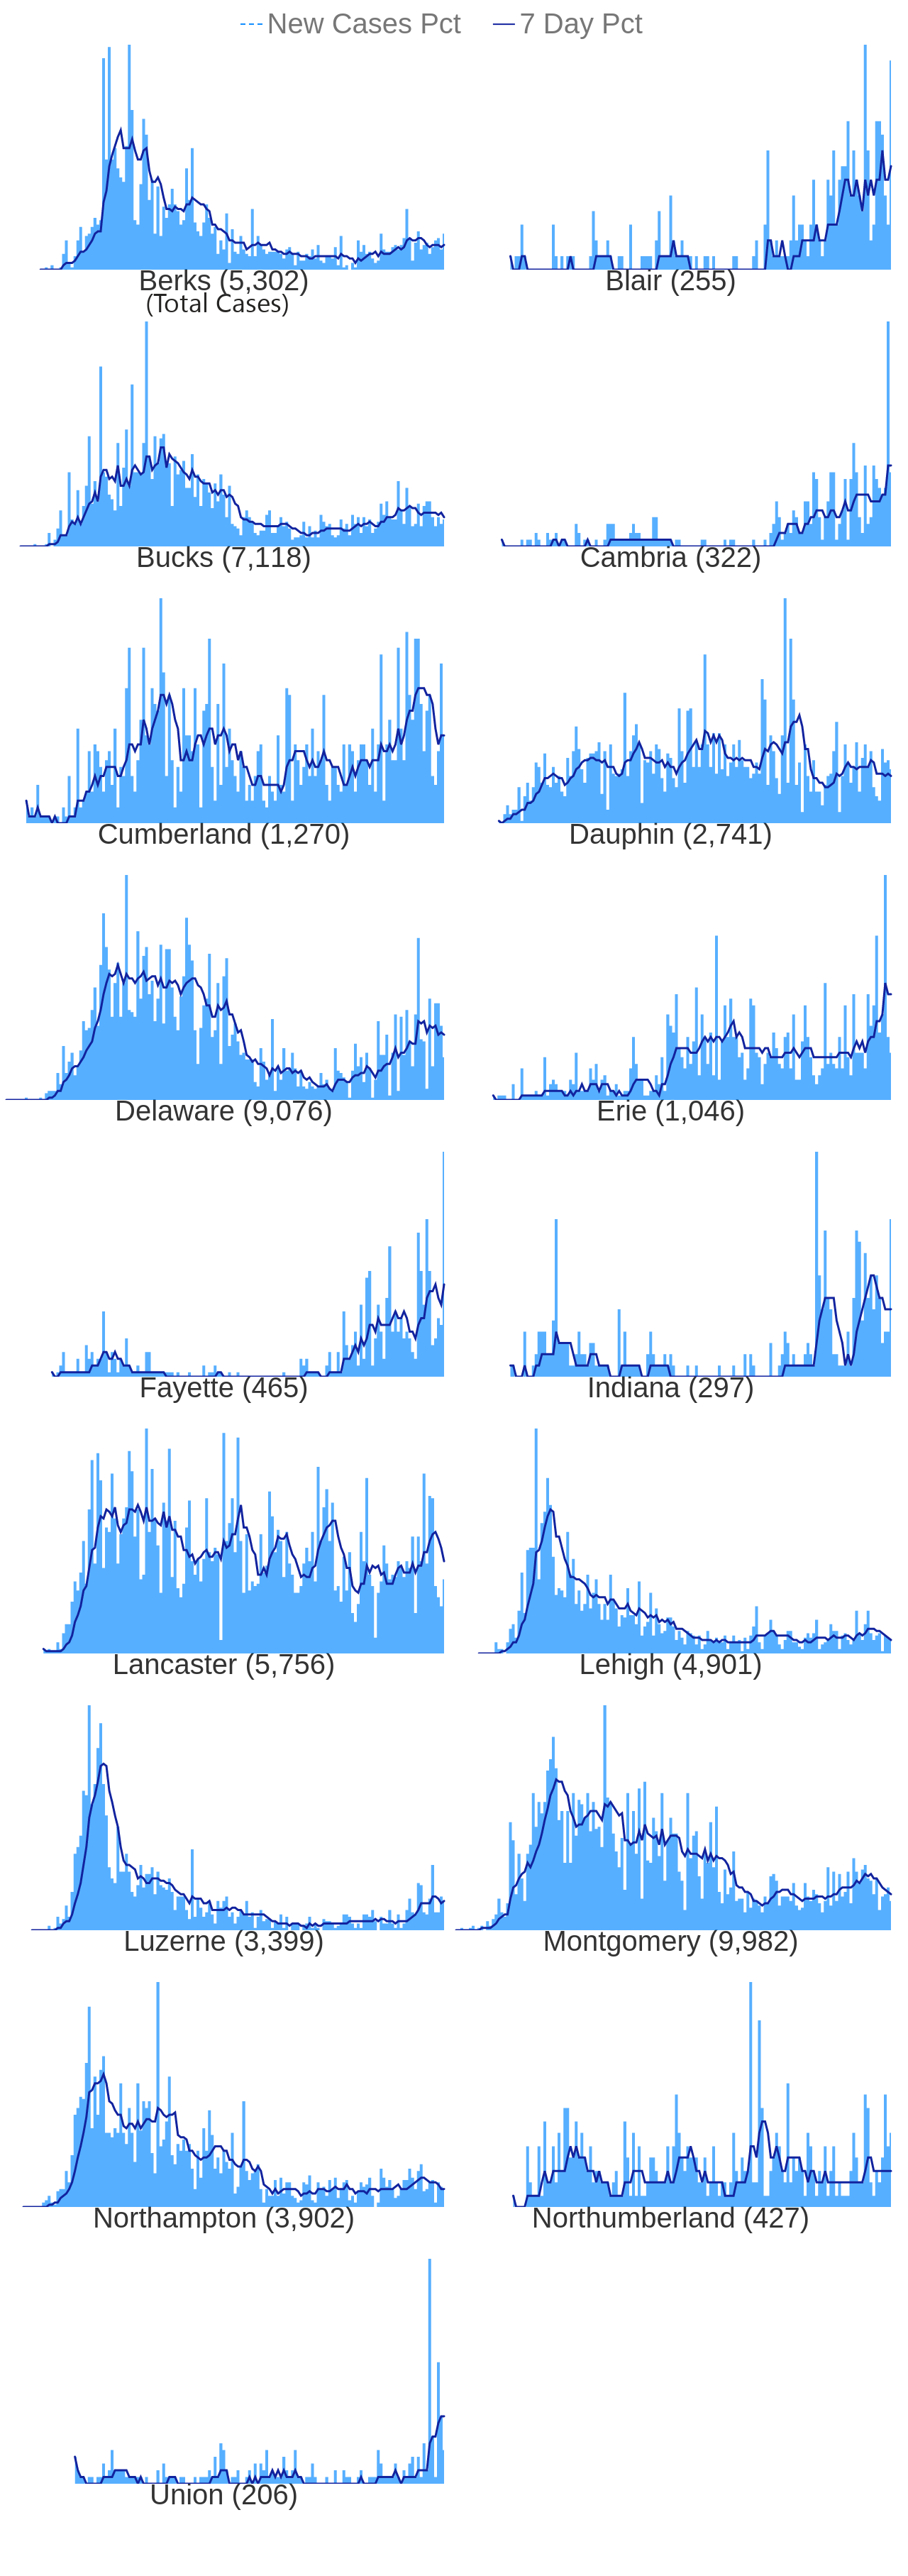 New Cases Pct 7 Day Pct
Berks (5,302) Blair (255)
(Total Cases)
Bucks (7,118) Cambria (322)
Cumberland (1,270) Dauphin (2,741)
Delaware (9,076) Erie (1,046)
Fayette (465) Indiana (297)
Lancaster (5,756) Lehigh (4,901)
Luzerne (3,399) Montgomery (9,982)
Northampton (3,902) Northumberland (427)
Union (206)